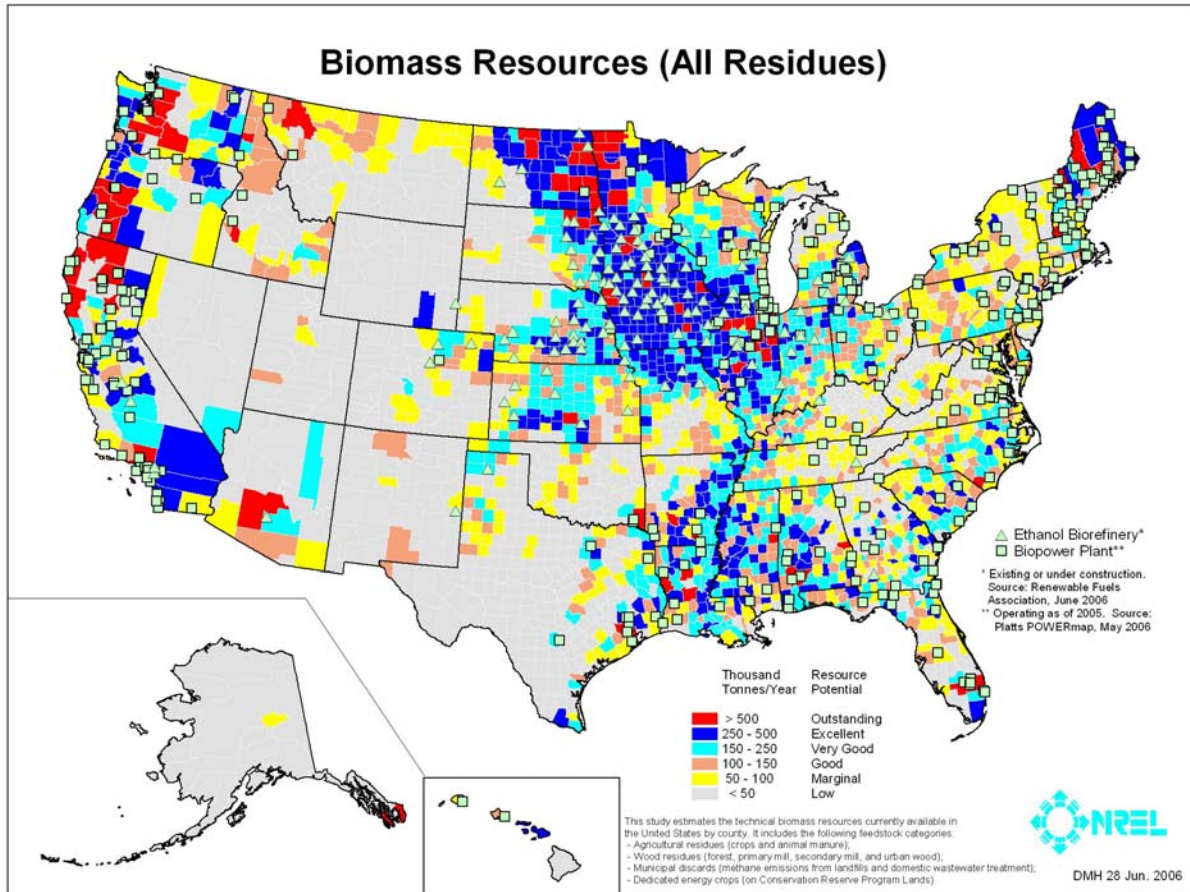 Biomass Resources (All Residues)
Ethanol Biorefinery*
Biopower Plant**
* Existing or under construction.
Source: Renewable Fuels
Association, June 2006
** Operating as of 2005. Source:
Platts POWERmap, May 2006
Thousand Resource
Tonnes/Year Potential
> 500 Outstanding
250 - 500 Excellent
150 - 250 Very Good
100 - 150 Good
50 - 100 Marginal
< 50 Low
This study estimates the technical biomass resources currently available in
the United States by county. It includes the following feedstock categories:
- Agricultural residues (crops and animal manure);
- Wood residues (forest, primary mill, secondary mill, and urban wood);
- Municipal discards (methane emissions from landfills and domestic wastewater treatment);
- Dedicated energy crops (on Conservation Reserve Program Lands)
NREL
DMH 28 Jun. 2006